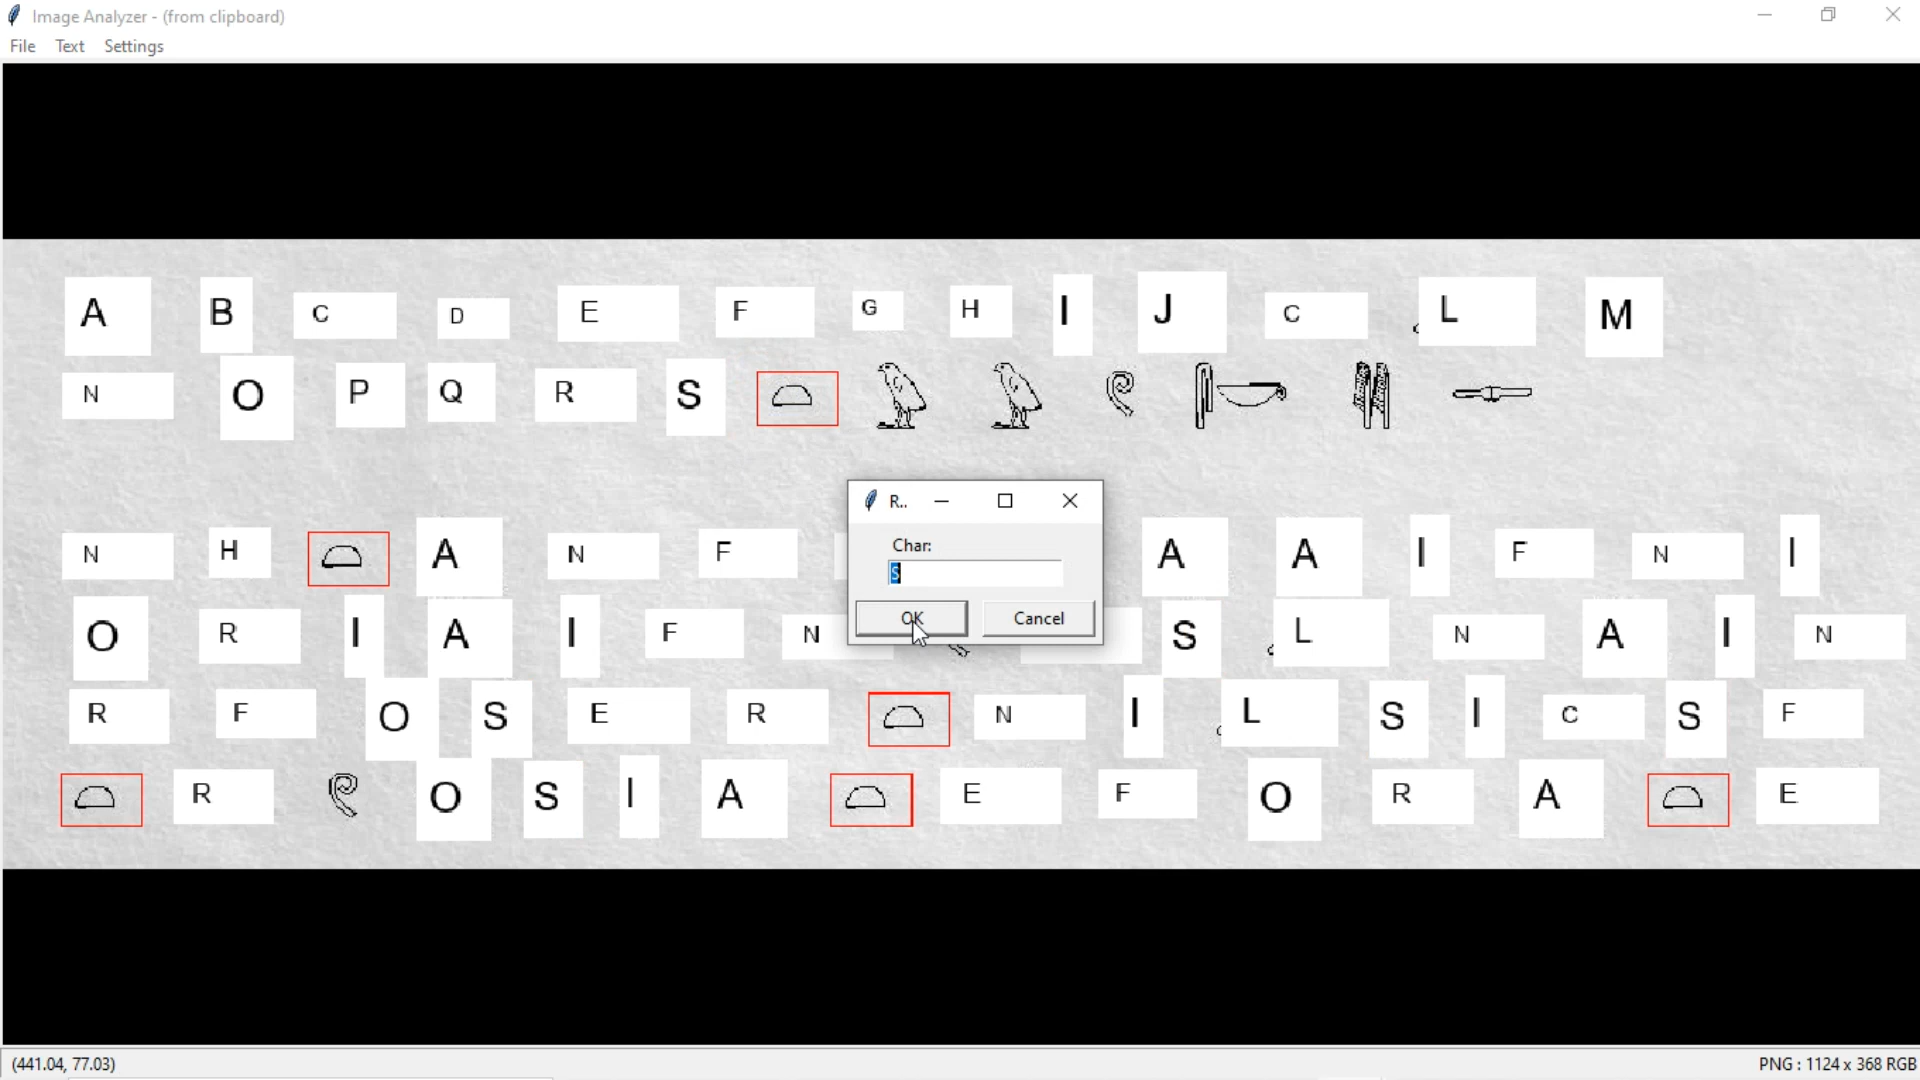 Image Analyzer - (from clipboard)
File Text Settings
A B C D E F G H I J C L M
N O P Q R S
R..
Char:
S
OK Cancel
N H A N F A A I F N I
O R I A I F N S L N A I N
R F O S E R N I L S I C S F
R O S I A E F O R A E
(441.04, 77.03) PNG : 1124 x 368 RGB